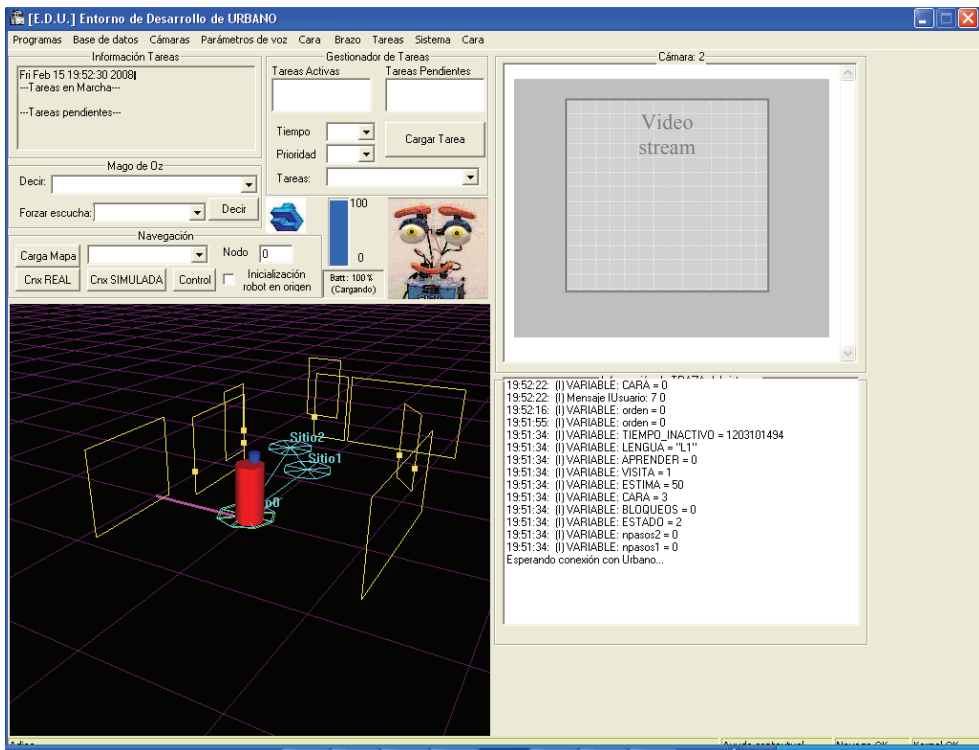 [E.D.U.] Entorno de Desarrollo de URBANO
Programas Base de datos Cámaras Parámetros de voz Cara Brazo Tareas Sistema Cara
Información Tareas
Fri Feb 15 19:52:30 2008
---Tareas en Marcha---
---Tareas pendientes---
Gestionador de Tareas
Tareas Activas Tareas Pendientes
Tiempo
Prioridad
Cargar Tarea
Tareas:
Mago de Oz
Decir:
Forzar escucha: Decir
Navegación
Carga Mapa Nodo 0
Cnx REAL Cnx SIMULADA Control Inicialización
robot en origen
100
0
Batt: 100 %
(Cargando)
Sitio2
Sitio1
o0
Cámara: 2
Video
stream
19:52:22: (I) VARIABLE: CARA = 0
19:52:22: (I) Mensaje IUsuario: 7 0
19:52:16: (I) VARIABLE: orden = 0
19:51:55: (I) VARIABLE: orden = 0
19:51:34: (I) VARIABLE: TIEMPO_INACTIVO = 1203101494
19:51:34: (I) VARIABLE: LENGUA = "L1"
19:51:34: (I) VARIABLE: APRENDER = 0
19:51:34: (I) VARIABLE: VISITA = 1
19:51:34: (I) VARIABLE: ESTIMA = 50
19:51:34: (I) VARIABLE: CARA = 3
19:51:34: (I) VARIABLE: BLOQUEOS = 0
19:51:34: (I) VARIABLE: ESTADO = 2
19:51:34: (I) VARIABLE: npasos2 = 0
19:51:34: (I) VARIABLE: npasos1 = 0
Esperando conexión con Urbano...